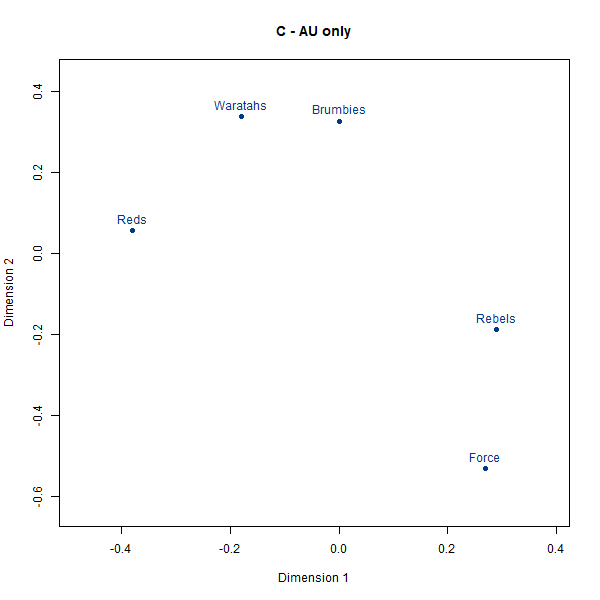 C - AU only
Waratahs
Brumbies
Reds
Rebels
Force
0.4
0.2
0.0
-0.2
-0.4
-0.6
Dimension 2
-0.4
-0.2
0.0
0.2
0.4
Dimension 1